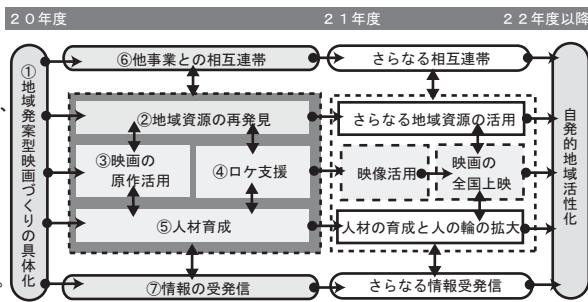 20年度
21年度
22年度以降
①地域発案型映画づくりの具体化
⑥他事業との相互連帯
さらなる相互連帯
②地域資源の再発見
さらなる地域資源の活用
③映画の
原作活用
④ロケ支援
映像活用
映画の
全国上映
⑤人材育成
人材の育成と人の輪の拡大
⑦情報の受発信
さらなる情報受発信
自発的地域活性化
、
。